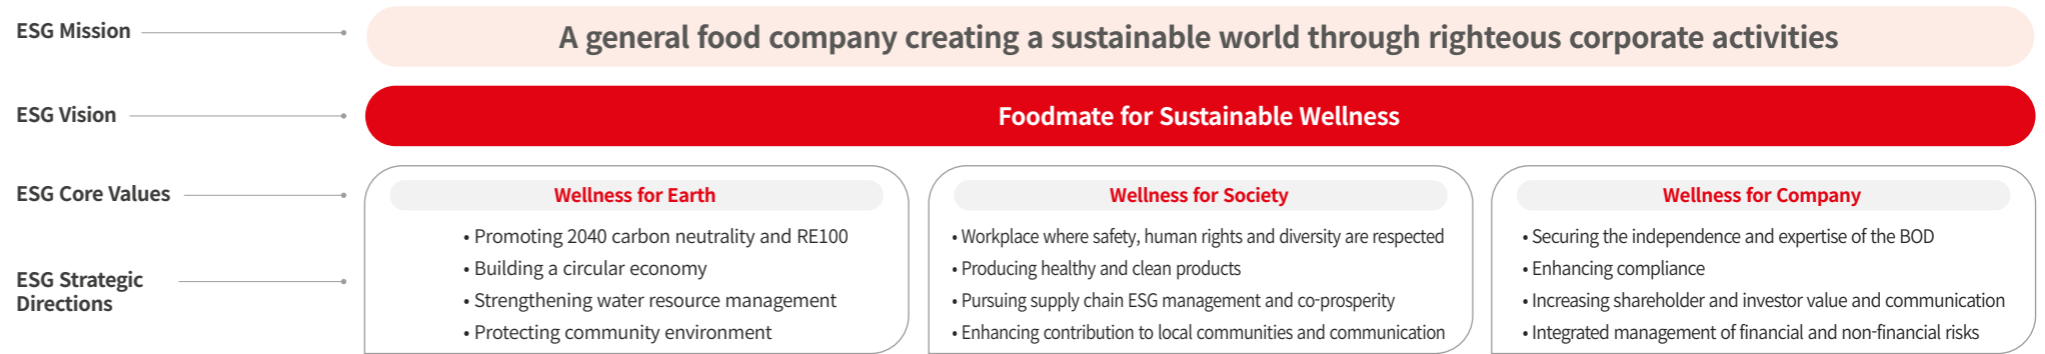 ESG Mission
A general food company creating a sustainable world through righteous corporate activities
ESG Vision
Foodmate for Sustainable Wellness
ESG Core Values
Wellness for Earth
Wellness for Society
Wellness for Company
ESG Strategic
Directions
• Promoting 2040 carbon neutrality and RE100
• Building a circular economy
• Strengthening water resource management
• Protecting community environment
• Workplace where safety, human rights and diversity are respected
• Producing healthy and clean products
• Pursuing supply chain ESG management and co-prosperity
• Enhancing contribution to local communities and communication
• Securing the independence and expertise of the BOD
• Enhancing compliance
• Increasing shareholder and investor value and communication
• Integrated management of financial and non-financial risks